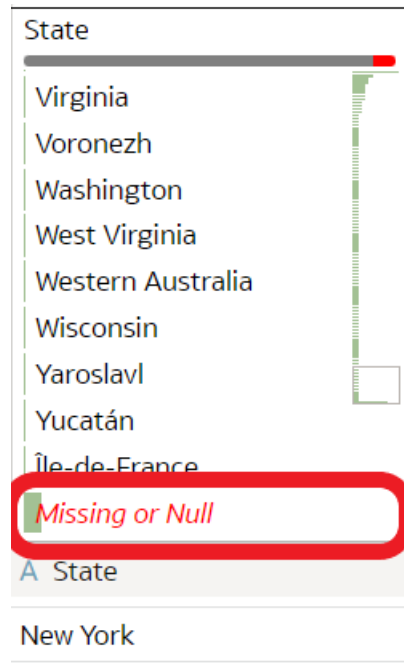 State
Virginia
Voronezh
Washington
West Virginia
Western Australia
Wisconsin
Yaroslavl
Yucatán
Île-de-France
Missing or Null
A State
New York